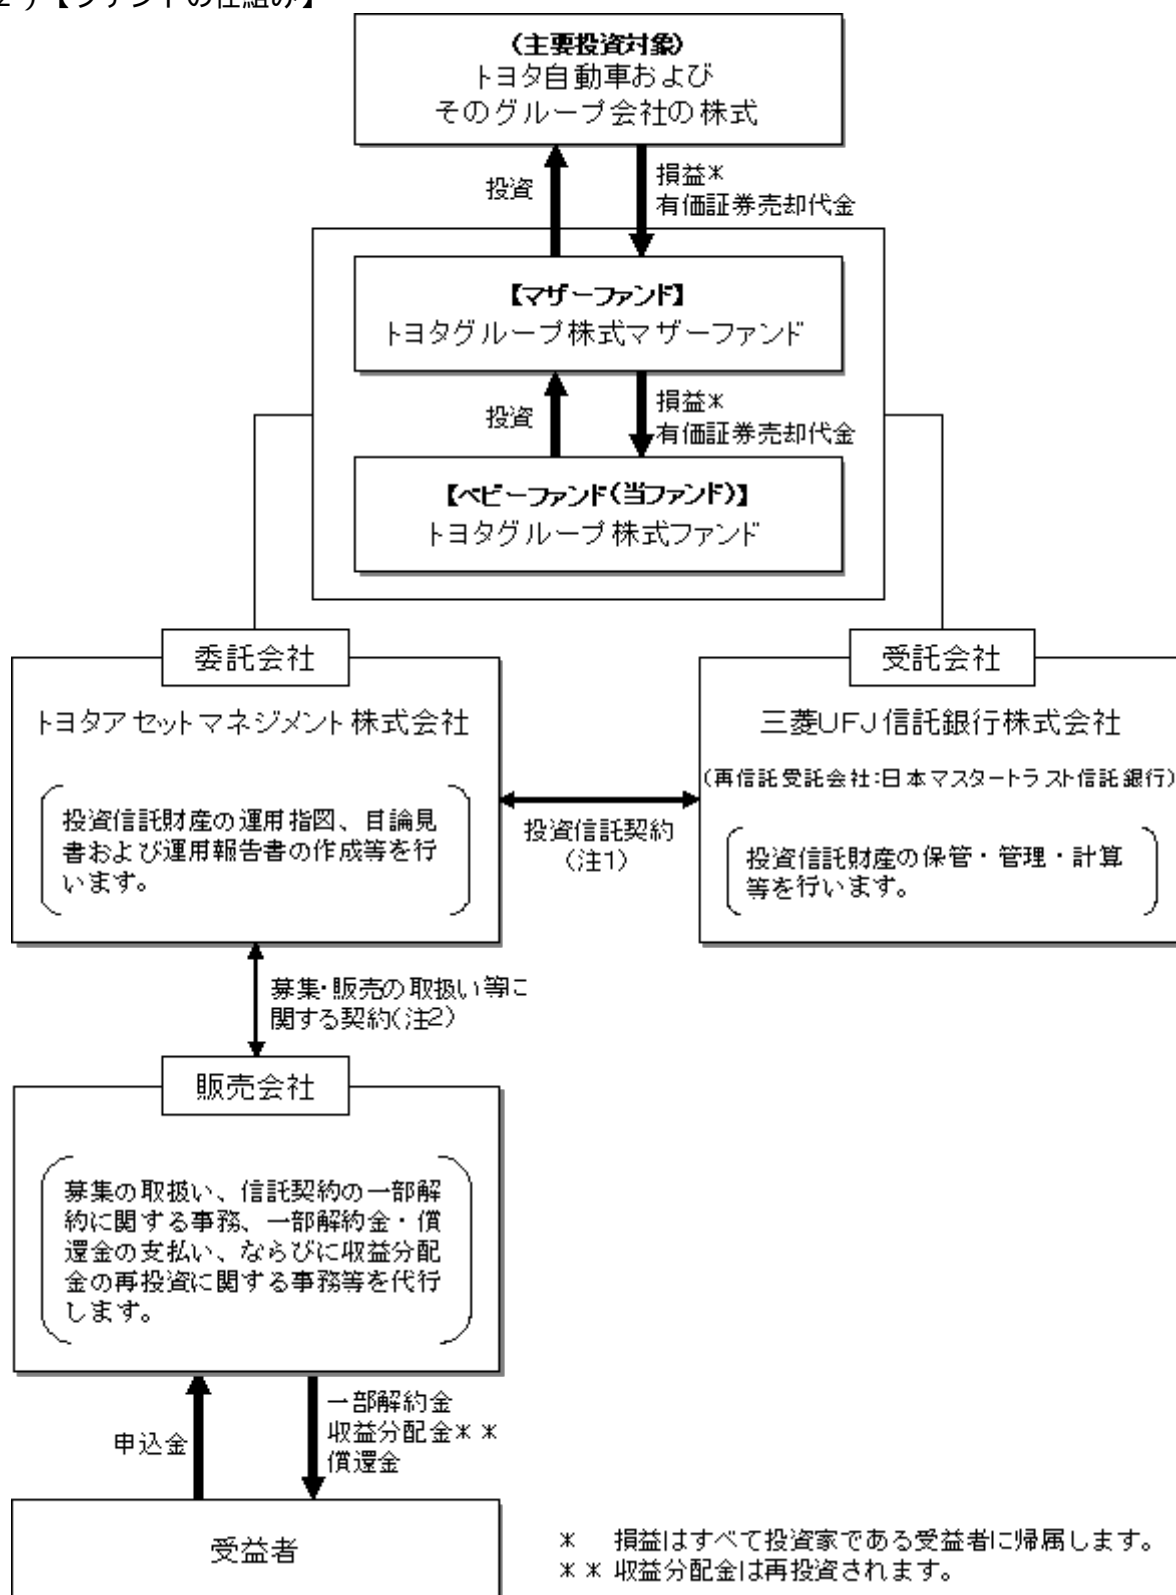 2）【ファンドの仕組み】
（主要投資対象）
トヨタ自動車および
そのグループ会社の株式
投資
損益＊
有価証券売却代金
【マザーファンド】
トヨタグループ株式マザーファンド
投資
損益＊
有価証券売却代金
【ベビーファンド（当ファンド）】
トヨタグループ株式ファンド
委託会社
トヨタアセットマネジメント株式会社
投資信託財産の運用指図、目論見
書および運用報告書の作成等を行
います。
投資信託契約
（注1）
受託会社
三菱UFJ信託銀行株式会社
（再信託受託会社：日本マスタートラスト信託銀行）
投資信託財産の保管・管理・計算
等を行います。
募集・販売の取扱い等に
関する契約（注2）
販売会社
募集の取扱い、信託契約の一部解
約に関する事務、一部解約金・償
還金の支払い、ならびに収益分配
金の再投資に関する事務等を代行
します。
申込金
一部解約金
収益分配金＊＊
償還金
受益者
＊ 損益はすべて投資家である受益者に帰属します。
＊＊ 収益分配金は再投資されます。